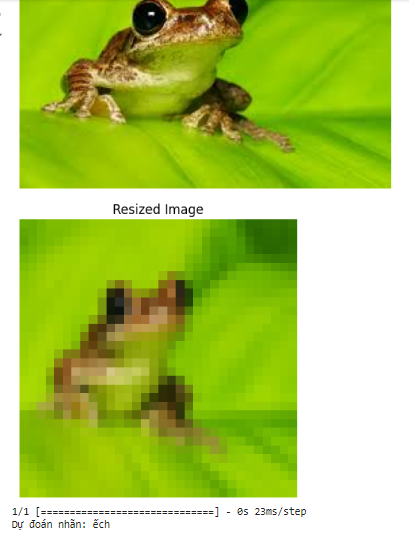 Resized Image
1/1 [==============================] - 0s 23ms/step
Dự đoán nhãn: ếch